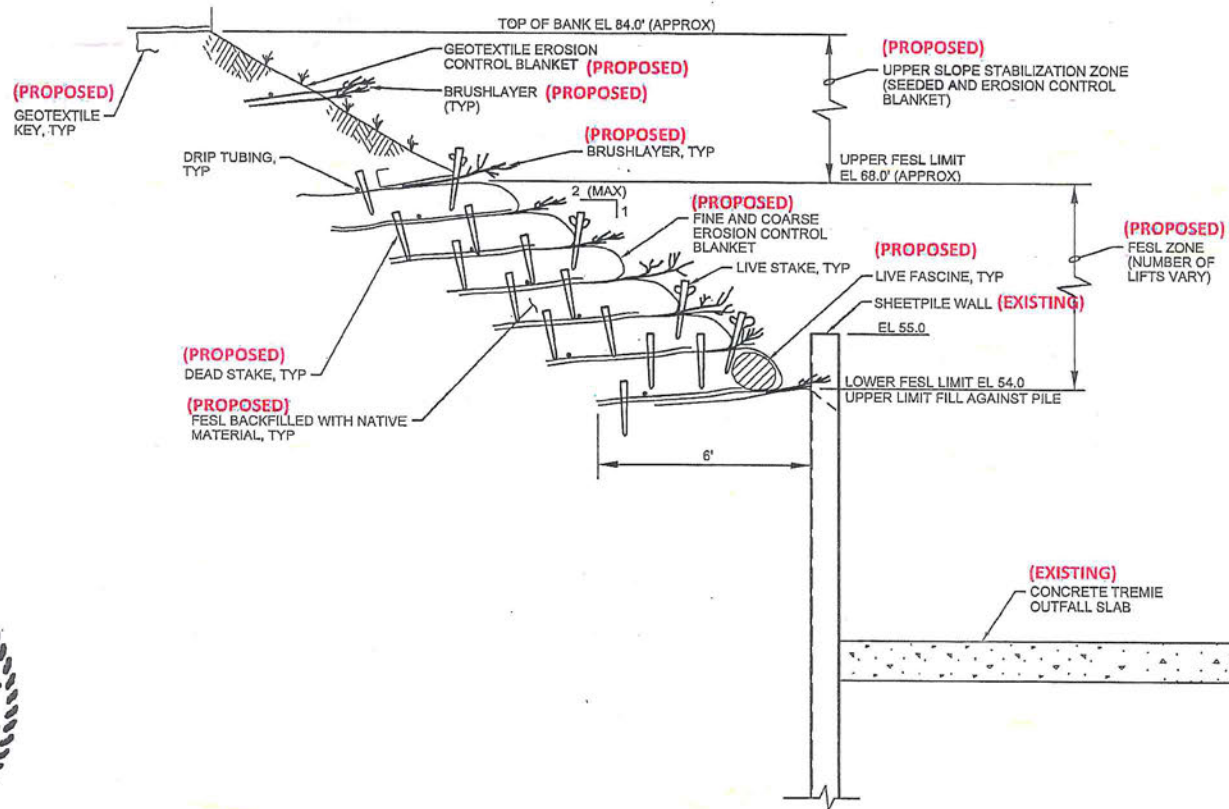 TOP OF BANK EL 84.0' (APPROX)
GEOTEXTILE EROSION
CONTROL BLANKET (PROPOSED)
BRUSHLAYER (PROPOSED)
(TYP)
(PROPOSED)
GEOTEXTILE
KEY, TYP
(PROPOSED)
UPPER SLOPE STABILIZATION ZONE
(SEEDED AND EROSION CONTROL
BLANKET)
(PROPOSED)
BRUSHLAYER, TYP
DRIP TUBING,
TYP
UPPER FESL LIMIT
EL 68.0' (APPROX)
2 (MAX)
1
(PROPOSED)
FINE AND COARSE
EROSION CONTROL
BLANKET
(PROPOSED)
FESL ZONE
(NUMBER OF
LIFTS VARY)
LIVE STAKE, TYP
(PROPOSED)
LIVE FASCINE, TYP
SHEETPILE WALL (EXISTING)
EL 55.0
(PROPOSED)
DEAD STAKE, TYP
(PROPOSED)
FESL BACKFILLED WITH NATIVE
MATERIAL, TYP
LOWER FESL LIMIT EL 54.0
UPPER LIMIT FILL AGAINST PILE
6'
(EXISTING)
CONCRETE TREMIE
OUTFALL SLAB